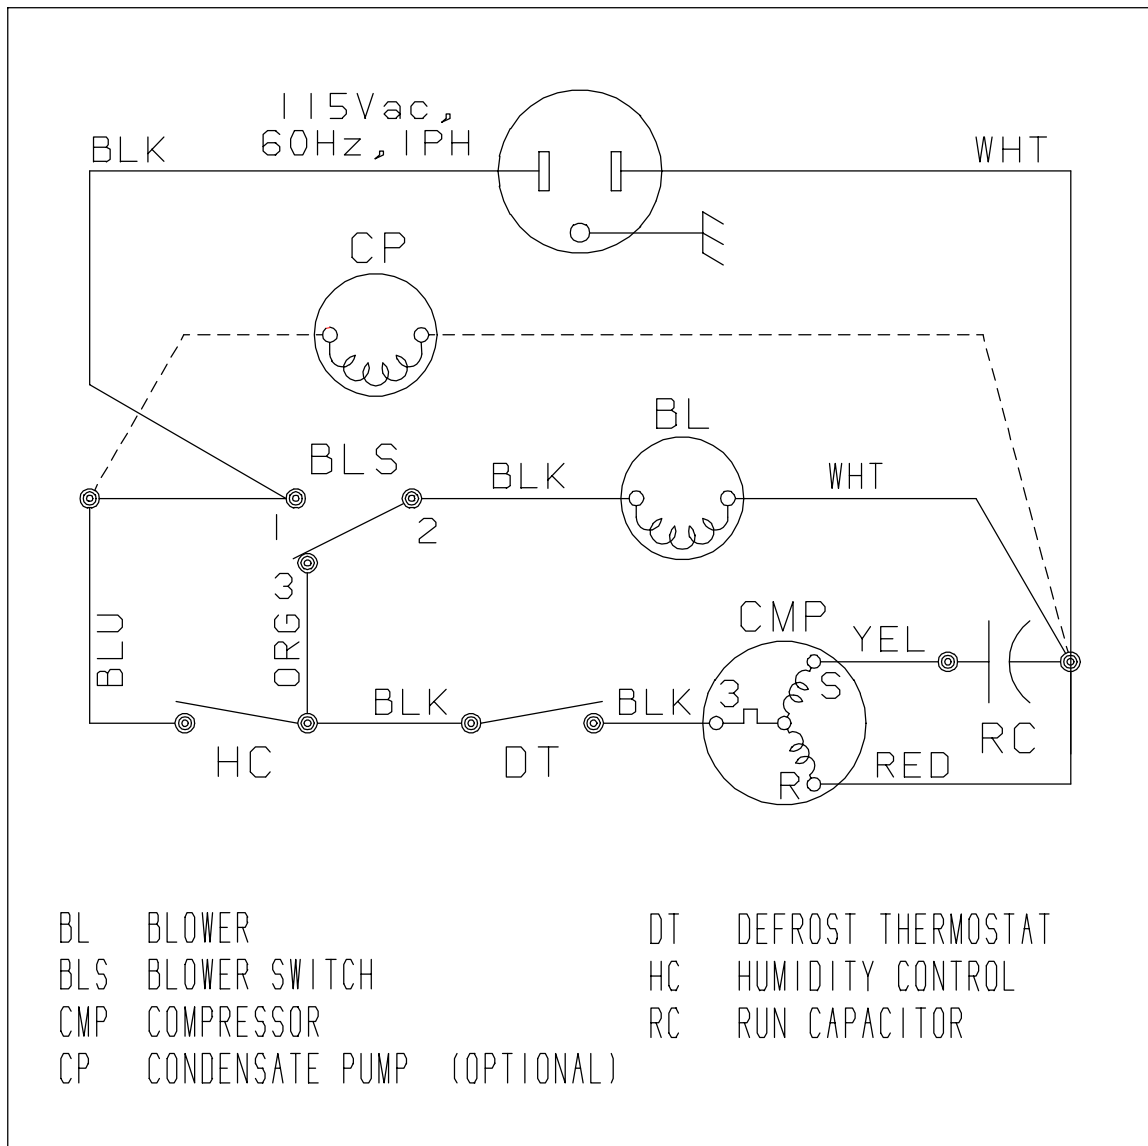 115Vac,
60Hz, 1PH
BLK
WHT
CP
BL
BLS
BLK
WHT
1
2
3
CMP
YEL
BLU
ORG
3
S
BLK
BLK
RC
HC
DT
R
RED
BL BLOWER
BLS BLOWER SWITCH
CMP COMPRESSOR
CP CONDENSATE PUMP (OPTIONAL)
DT DEFROST THERMOSTAT
HC HUMIDITY CONTROL
RC RUN CAPACITOR